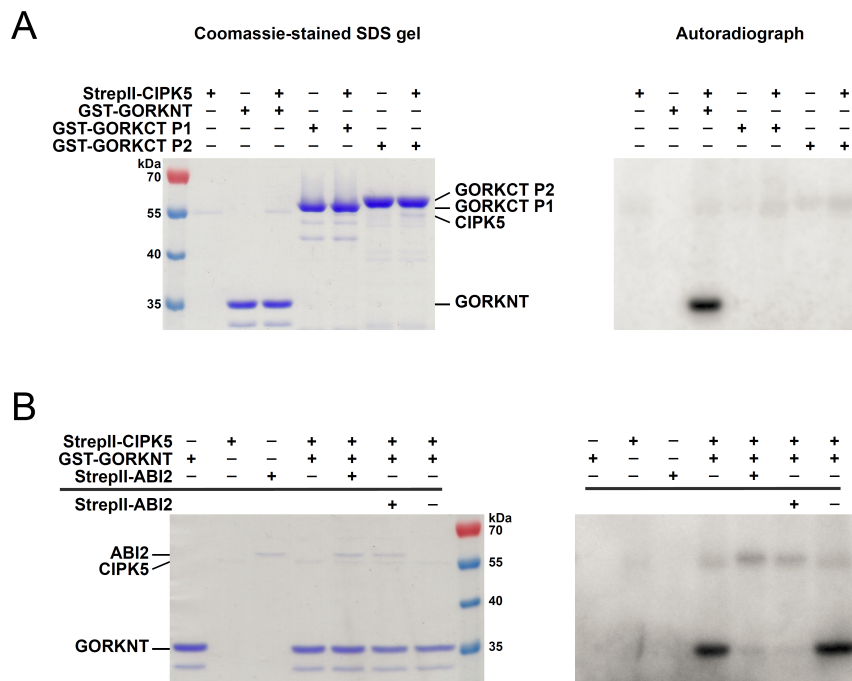 A
Coomassie-stained SDS gel Autoradiograph
StrepII-CIPK5 + – + – + – + + – + – + – +
GST-GORKNT – + + – – – – – + + – – – –
GST-GORKCT P1 – – – + + – – – – – + + – –
GST-GORKCT P2 – – – – – + + – – – – – + +
kDa
70
55
40
35
GORKCT P2
GORKCT P1
CIPK5
GORKNT
B
StrepII-CIPK5 – + – + + + + – + – + + + +
GST-GORKNT + – – + + + + + – – + + + +
StrepII-ABI2 – – + – + – – – – + – + – –
StrepII-ABI2 + – + –
kDa
70
55
40
35
ABI2
CIPK5
GORKNT